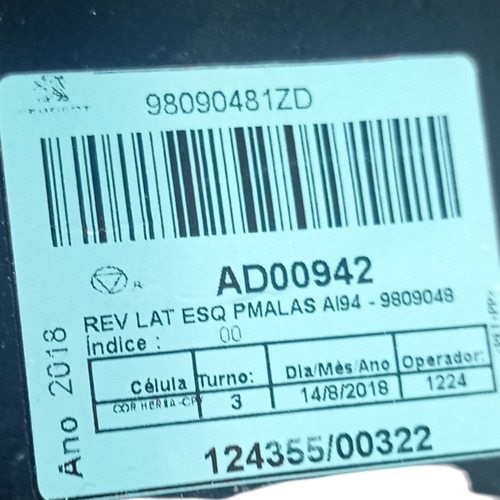 PEUGEOT
98090481ZD
AD00942
R
REV LAT ESQ PMALAS AI94 - 9809048
Índice : 00
Célula Turno: Dia/Mês/Ano Operador:
3 14/8/2018 1224
124355/00322
Ano 2018